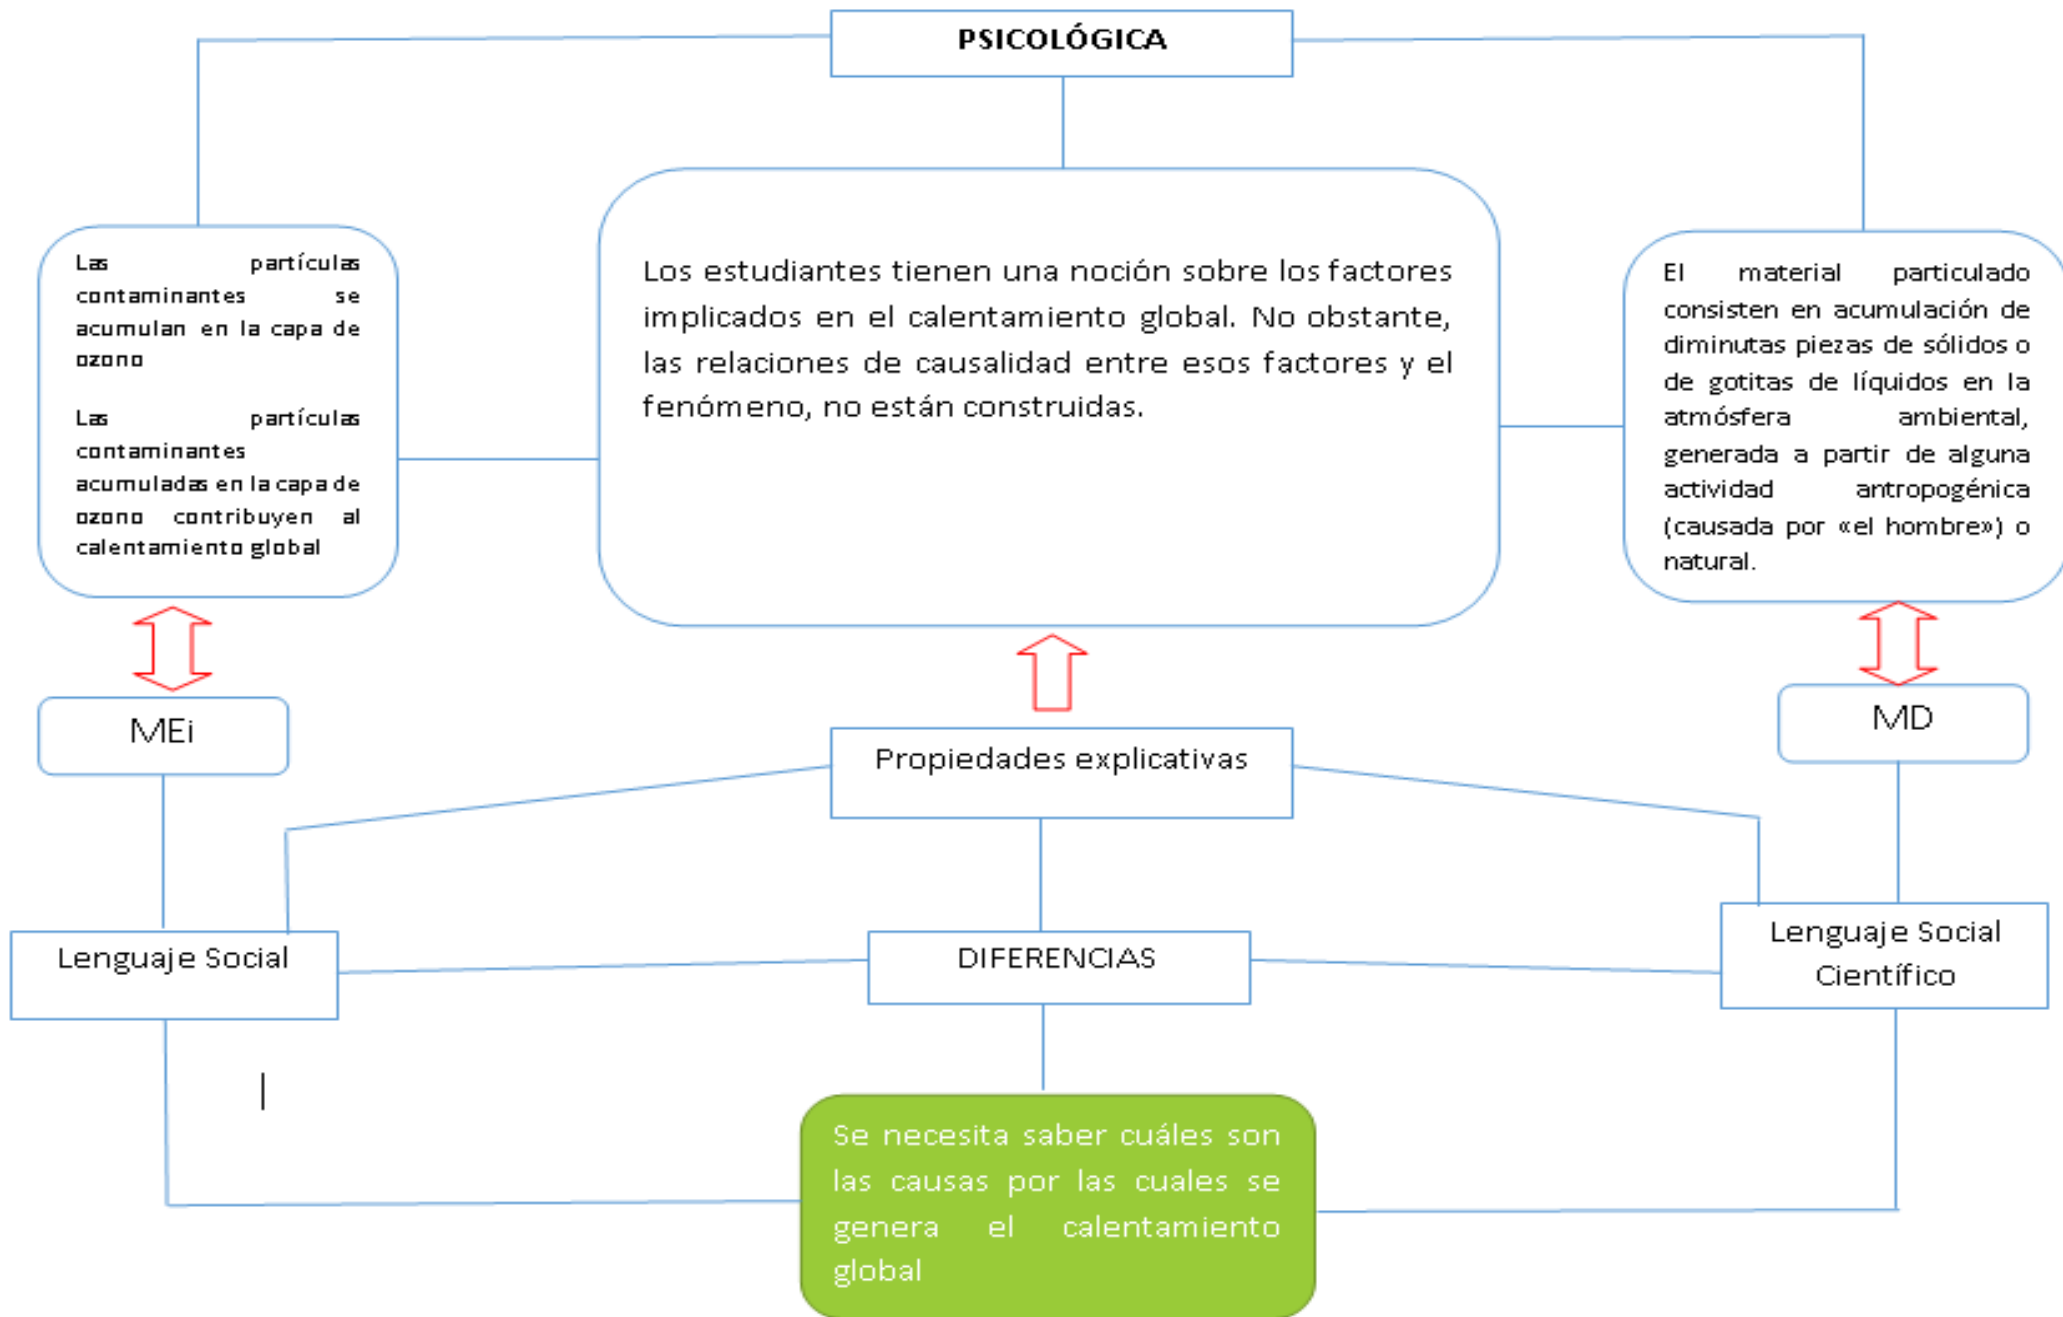 PSICOLÓGICA
Las partículas
contaminantes se
acumulan en la capa de
ozono
Las partículas
contaminantes
acumuladas en la capa de
ozono contribuyen al
calentamiento global
Los estudiantes tienen una noción sobre los factores
implicados en el calentamiento global. No obstante,
las relaciones de causalidad entre esos factores y el
fenómeno, no están construidas.
El material particulado
consisten en acumulación de
diminutas piezas de sólidos o
de gotitas de líquidos en la
atmósfera ambiental,
generada a partir de alguna
actividad antropogénica
(causada por «el hombre») o
natural.
MEi
Propiedades explicativas
MD
Lenguaje Social
DIFERENCIAS
Lenguaje Social
Científico
Se necesita saber cuáles son
las causas por las cuales se
genera el calentamiento
global